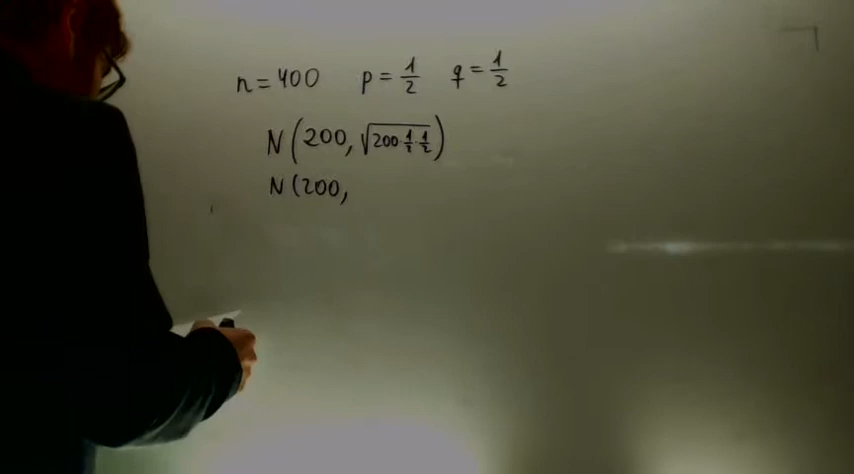 n = 400 p = 1/2 q = 1/2
N(200, √(200·1/2·1/2))
N(200,